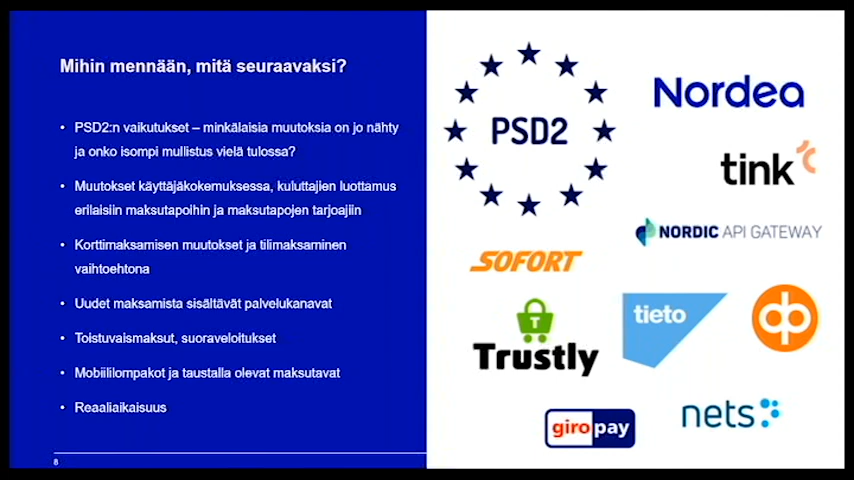 Mihin mennään, mitä seuraavaksi?
• PSD2:n vaikutukset – minkälaisia muutoksia on jo nähty
ja onko isompi mullistus vielä tulossa?
• Muutokset käyttäjäkokemuksessa, kuluttajien luottamus
erilaisiin maksutapoihin ja maksutapojen tarjoajiin
• Korttimaksamisen muutokset ja tilimaksaminen
vaihtoehtona
• Uudet maksamista sisältävät palvelukanavat
• Toistuvaismaksut, suoraveloitukset
• Mobiililompakot ja taustalla olevat maksutavat
• Reaaliaikaisuus
8
PSD2
Nordea
tink
NORDIC API GATEWAY
SOFORT
T
Trustly
tieto
op
giropay
nets